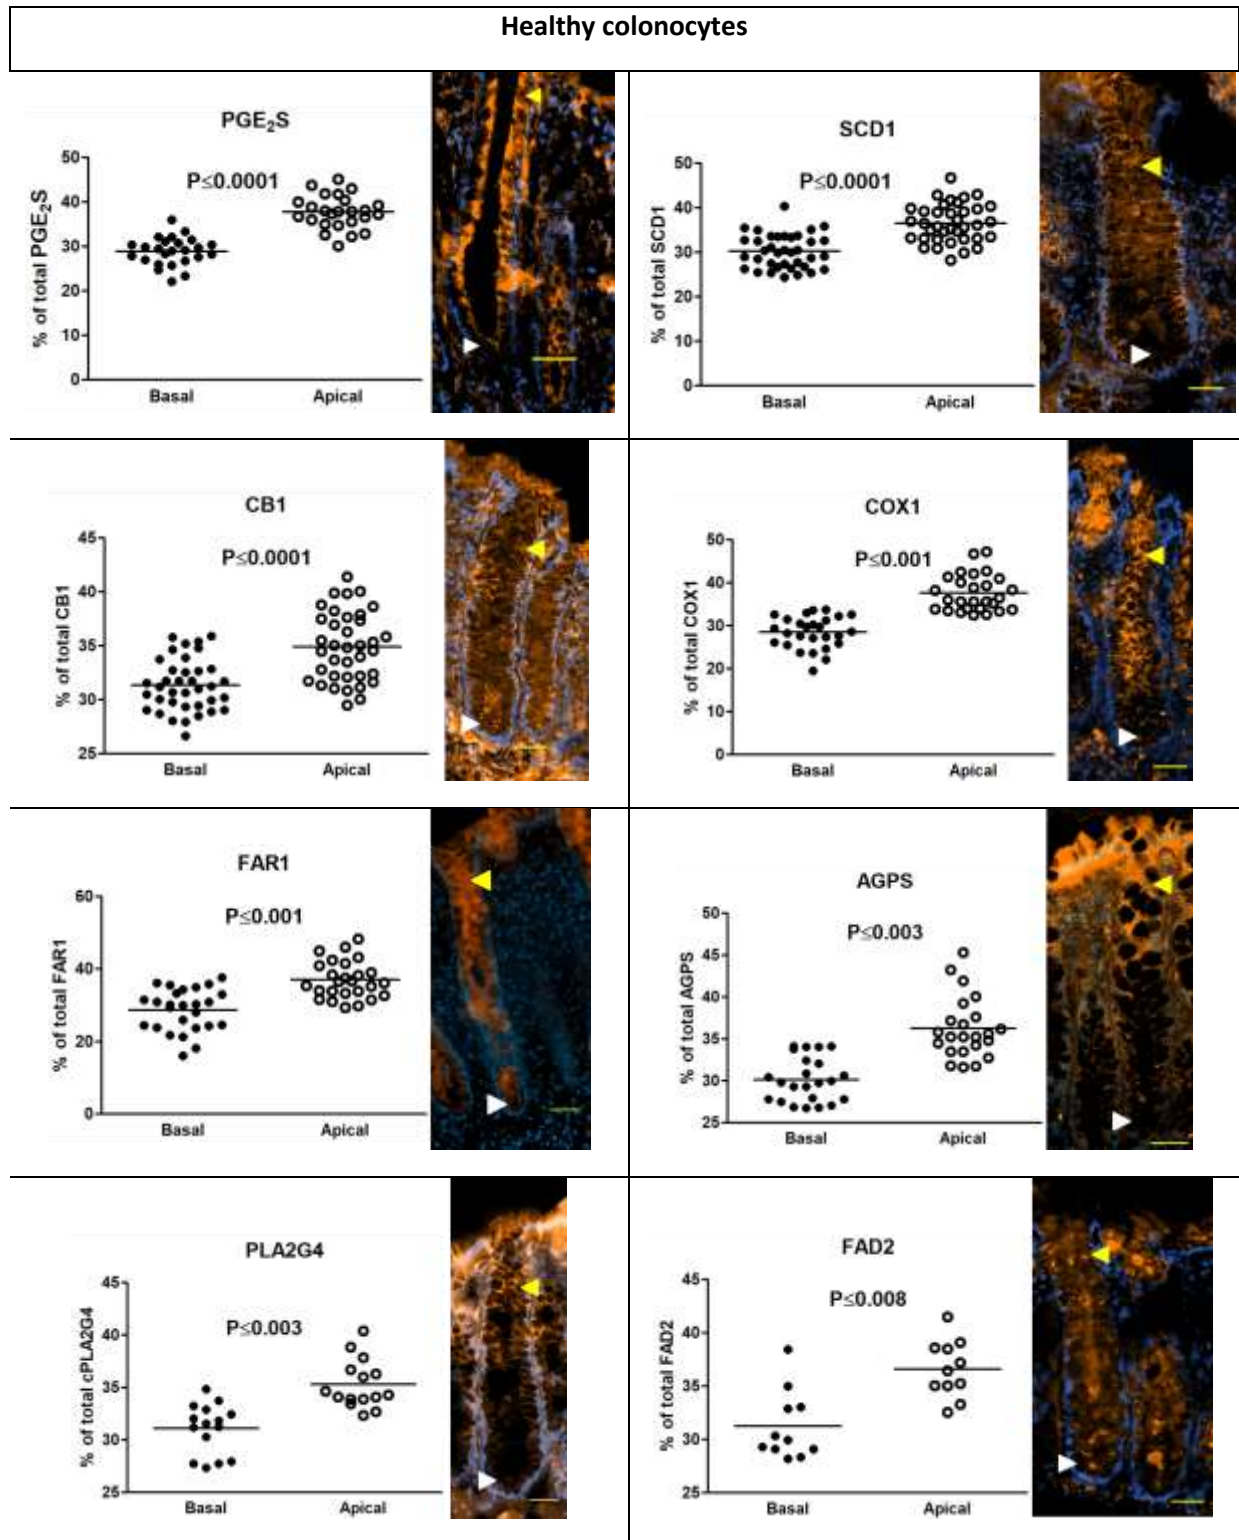 Healthy colonocytes
PGE₂S
P≤0.0001
% of total PGE₂S
50
40
30
20
10
0
Basal
Apical
SCD1
P≤0.0001
% of total SCD1
50
40
30
20
10
0
Basal
Apical
CB1
P≤0.0001
% of total CB1
45
40
35
30
25
Basal
Apical
COX1
P≤0.001
% of total COX1
50
40
30
20
10
0
Basal
Apical
FAR1
P≤0.001
% of total FAR1
60
40
20
0
Basal
Apical
AGPS
P≤0.003
% of total AGPS
50
45
40
35
30
25
Basal
Apical
PLA2G4
P≤0.003
% of total cPLA2G4
45
40
35
30
25
Basal
Apical
FAD2
P≤0.008
% of total FAD2
45
40
35
30
25
Basal
Apical